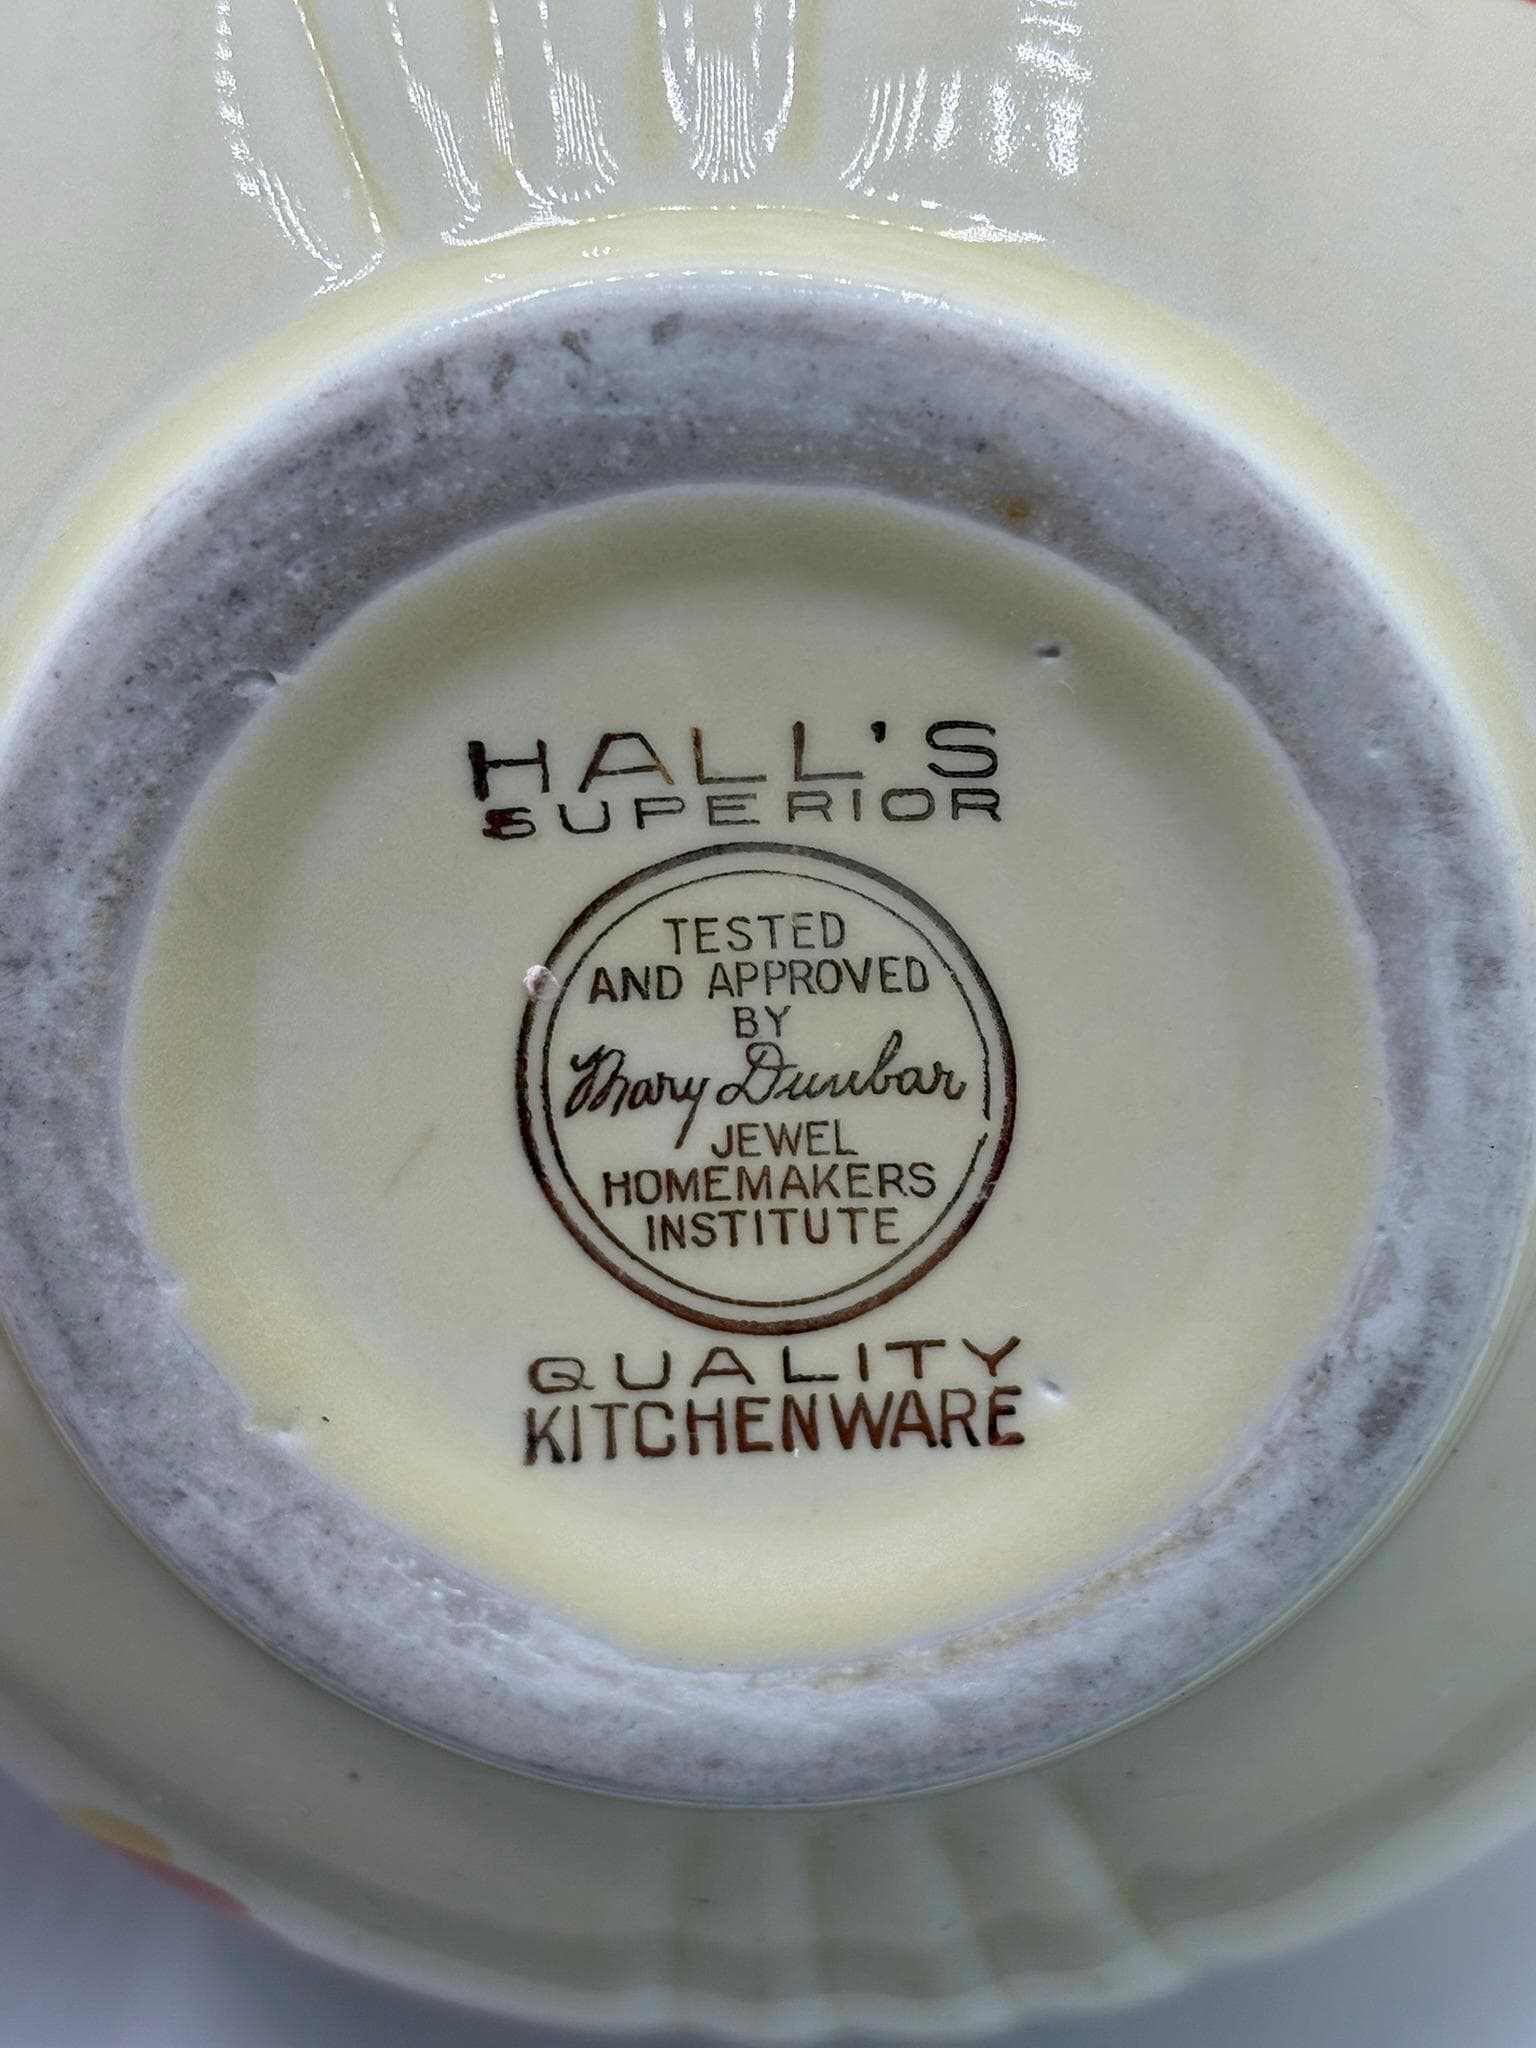 HALL'S
SUPERIOR
TESTED
AND APPROVED
BY
Mary Dunbar
JEWEL
HOMEMAKERS
INSTITUTE
QUALITY
KITCHENWARE